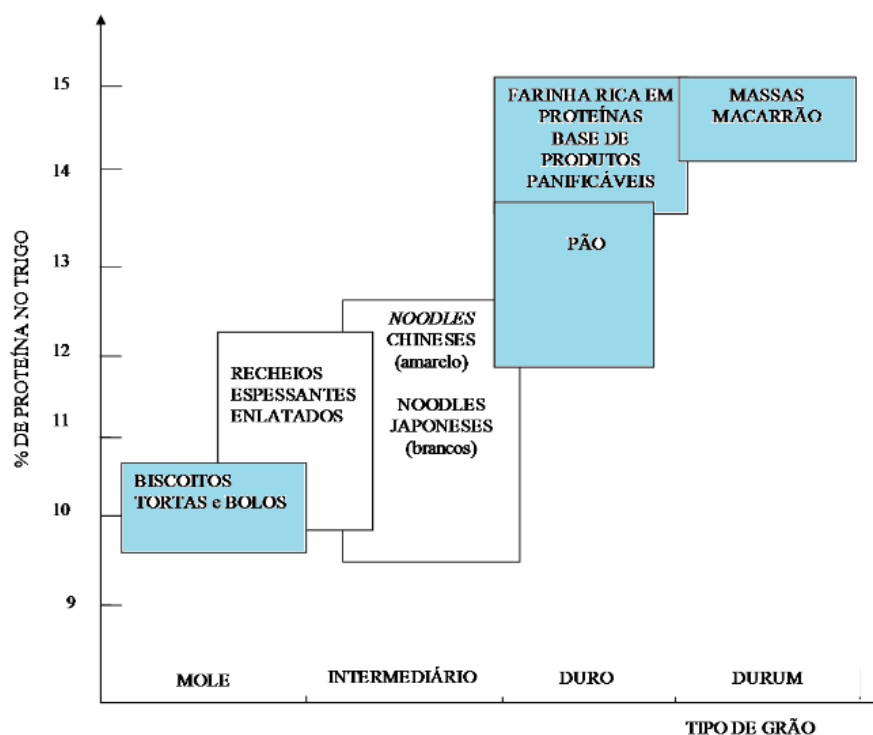 15
14
13
12
11
10
9
% DE PROTEÍNA NO TRIGO
FARINHA RICA EM
PROTEÍNAS
BASE DE
PRODUTOS
PANIFICÁVEIS
MASSAS
MACARRÃO
PÃO
NOODLES
CHINESES
(amarelo)
NOODLES
JAPONESES
(brancos)
RECHEIOS
ESPESSANTES
ENLATADOS
BISCOITOS
TORTAS e BOLOS
MOLE
INTERMEDIÁRIO
DURO
DURUM
TIPO DE GRÃO